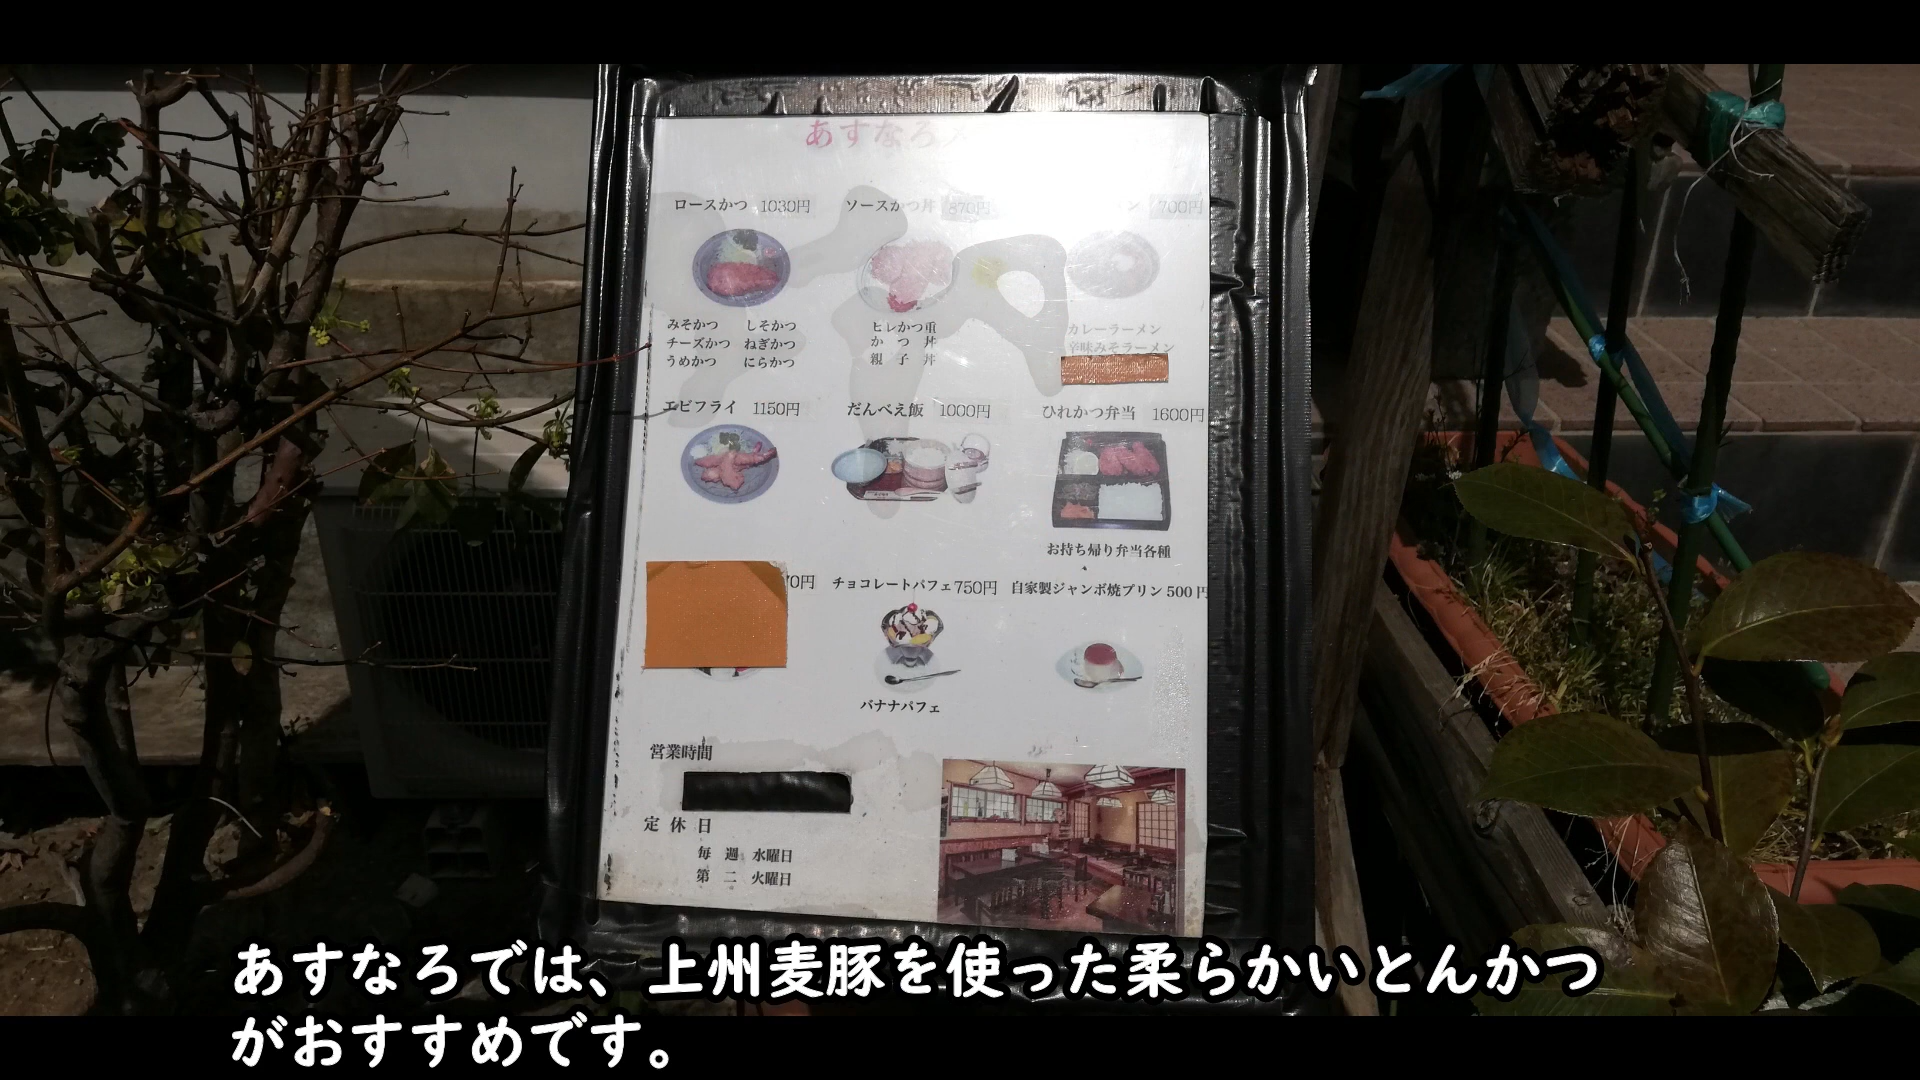 あすなろ
ロースかつ 1030円
ソースかつ丼 870円
ン 700円
みそかつ しそかつ
チーズかつ ねぎかつ
うめかつ にらかつ
ヒレかつ重
かつ丼
親子丼
カレーラーメン
辛味みそラーメン
エビフライ 1150円
だんべえ飯 1000円
ひれかつ弁当 1600円
お持ち帰り弁当各種
0円
チョコレートパフェ750円
自家製ジャンボ焼プリン500円
バナナパフェ
営業時間
定休日
毎週 水曜日
第二 火曜日
あすなろでは、上州麦豚を使った柔らかいとんかつ
がおすすめです。